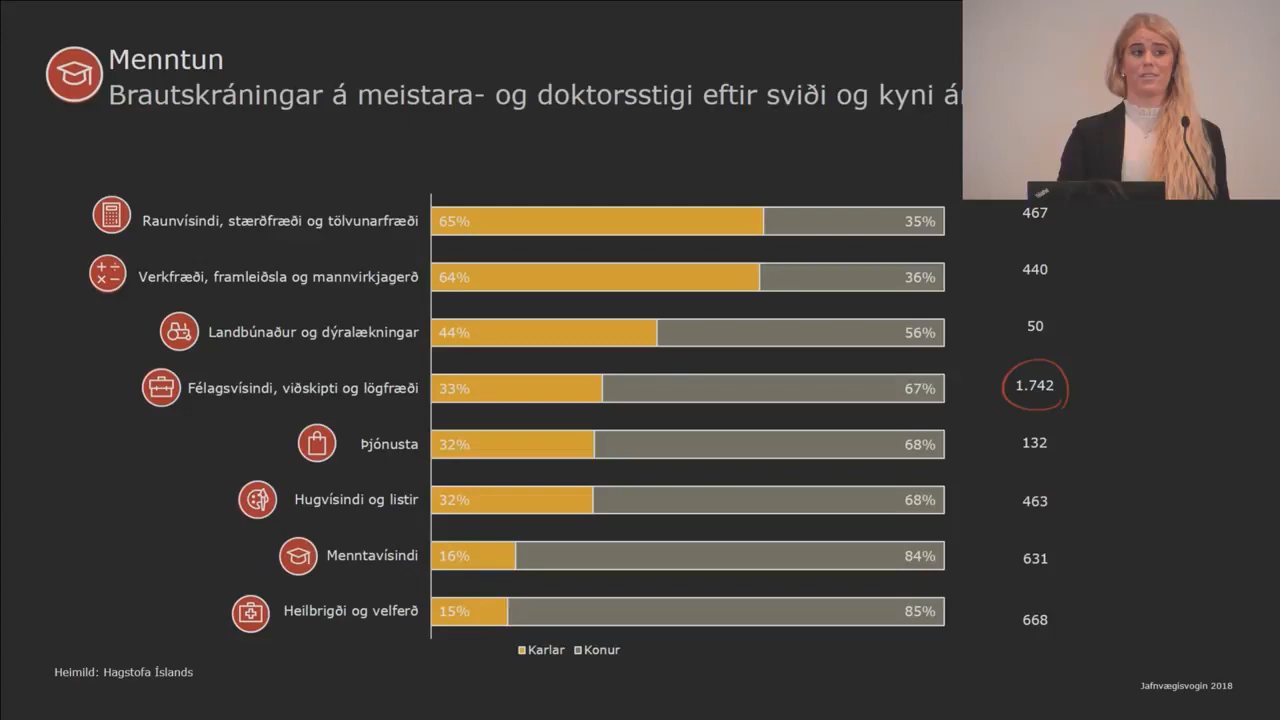 Menntun
Brautskráningar á meistara- og doktorsstigi eftir sviði og kyni
Raunvísindi, stærðfræði og tölvunarfræði 65% 35% 467
Verkfræði, framleiðsla og mannvirkjagerð 64% 36% 440
Landbúnaður og dýralækningar 44% 56% 50
Félagsvísindi, viðskipti og lögfræði 33% 67% 1.742
Þjónusta 32% 68% 132
Hugvísindi og listir 32% 68% 463
Menntavísindi 16% 84% 631
Heilbrigði og velferð 15% 85% 668
Karlar Konur
Heimild: Hagstofa Íslands
Jafnvægisvogin 2018